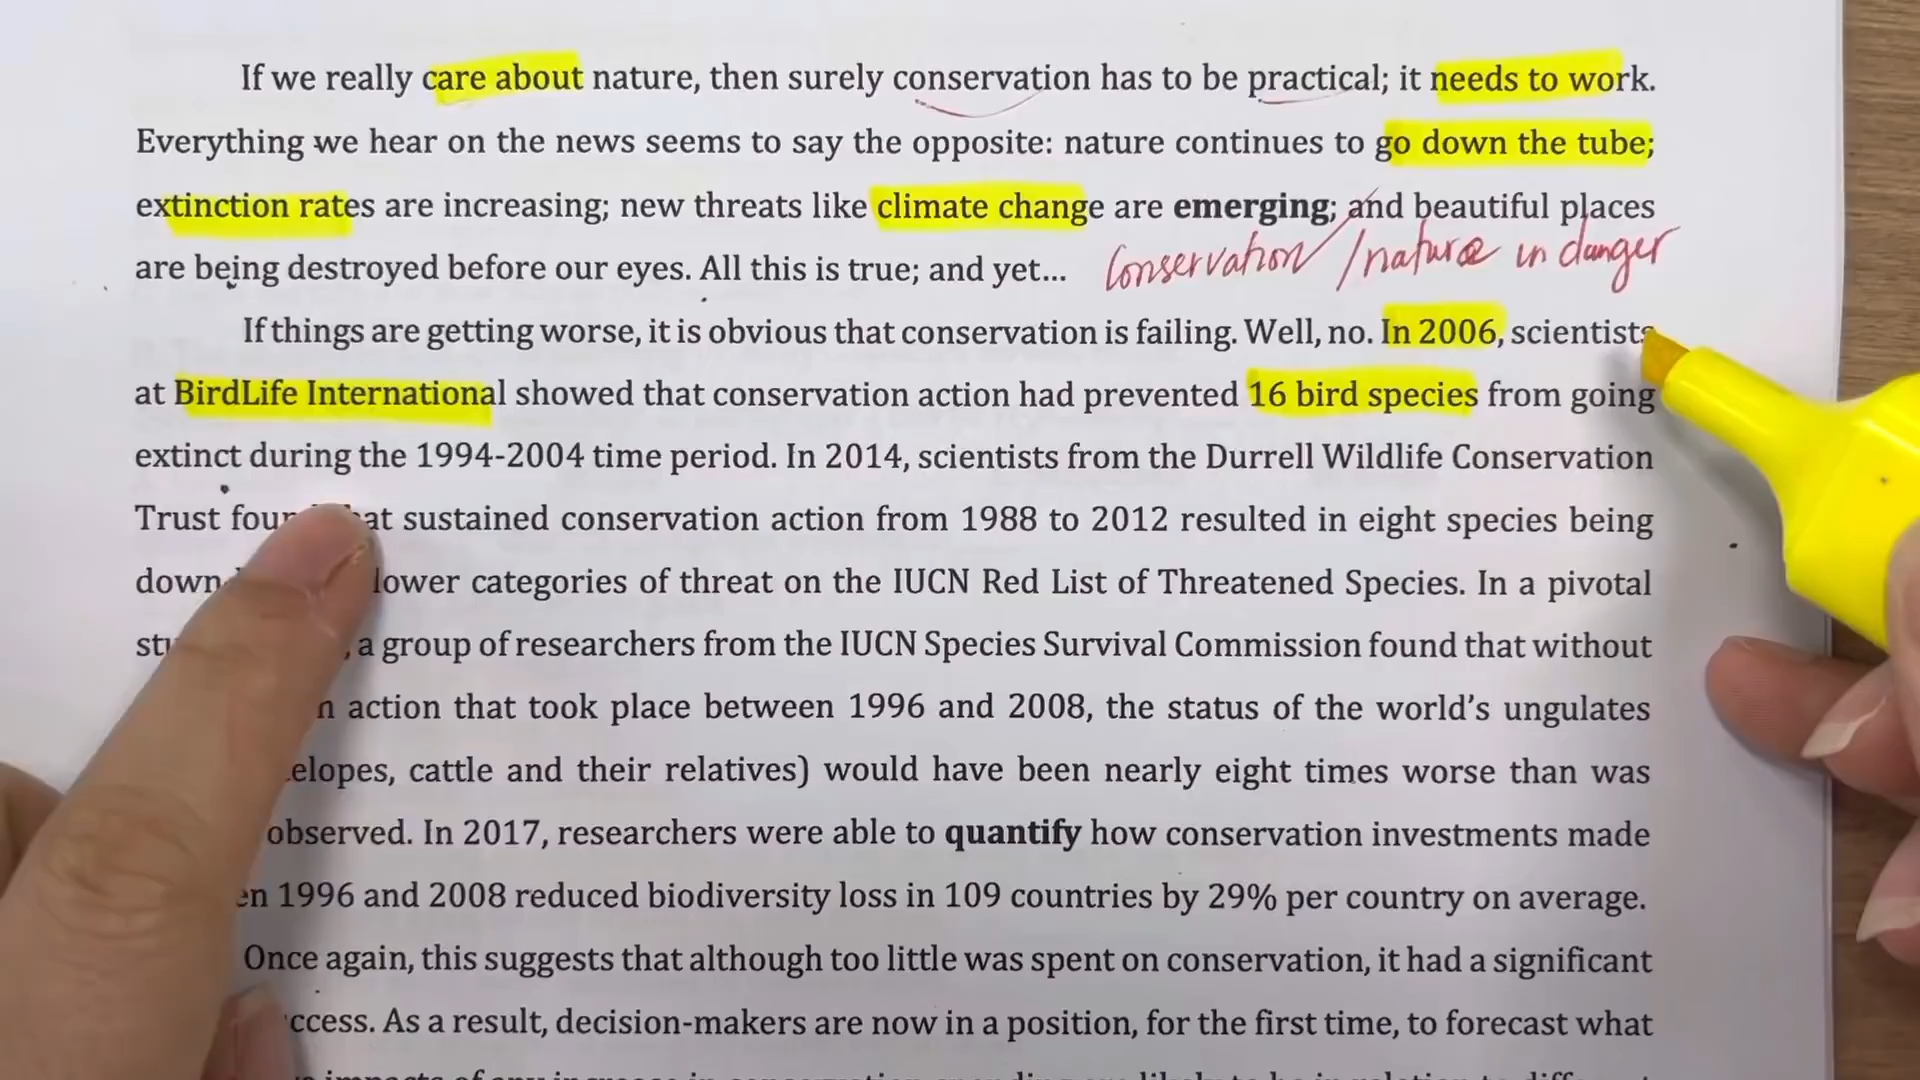 If we really care about nature, then surely conservation has to be practical; it needs to work.
Everything we hear on the news seems to say the opposite: nature continues to go down the tube;
extinction rates are increasing; new threats like climate change are emerging; and beautiful places
are being destroyed before our eyes. All this is true; and yet...
Conservation / nature in danger
If things are getting worse, it is obvious that conservation is failing. Well, no. In 2006, scientists
at BirdLife International showed that conservation action had prevented 16 bird species from going
extinct during the 1994-2004 time period. In 2014, scientists from the Durrell Wildlife Conservation
Trust sustained conservation action from 1988 to 2012 resulted in eight species being
lower categories of threat on the IUCN Red List of Threatened Species. In a pivotal
a group of researchers from the IUCN Species Survival Commission found that without
action that took place between 1996 and 2008, the status of the world's ungulates
cattle and their relatives) would have been nearly eight times worse than was
observed. In 2017, researchers were able to quantify how conservation investments made
1996 and 2008 reduced biodiversity loss in 109 countries by 29% per country on average.
Once again, this suggests that although too little was spent on conservation, it had a significant
As a result, decision-makers are now in a position, for the first time, to forecast what